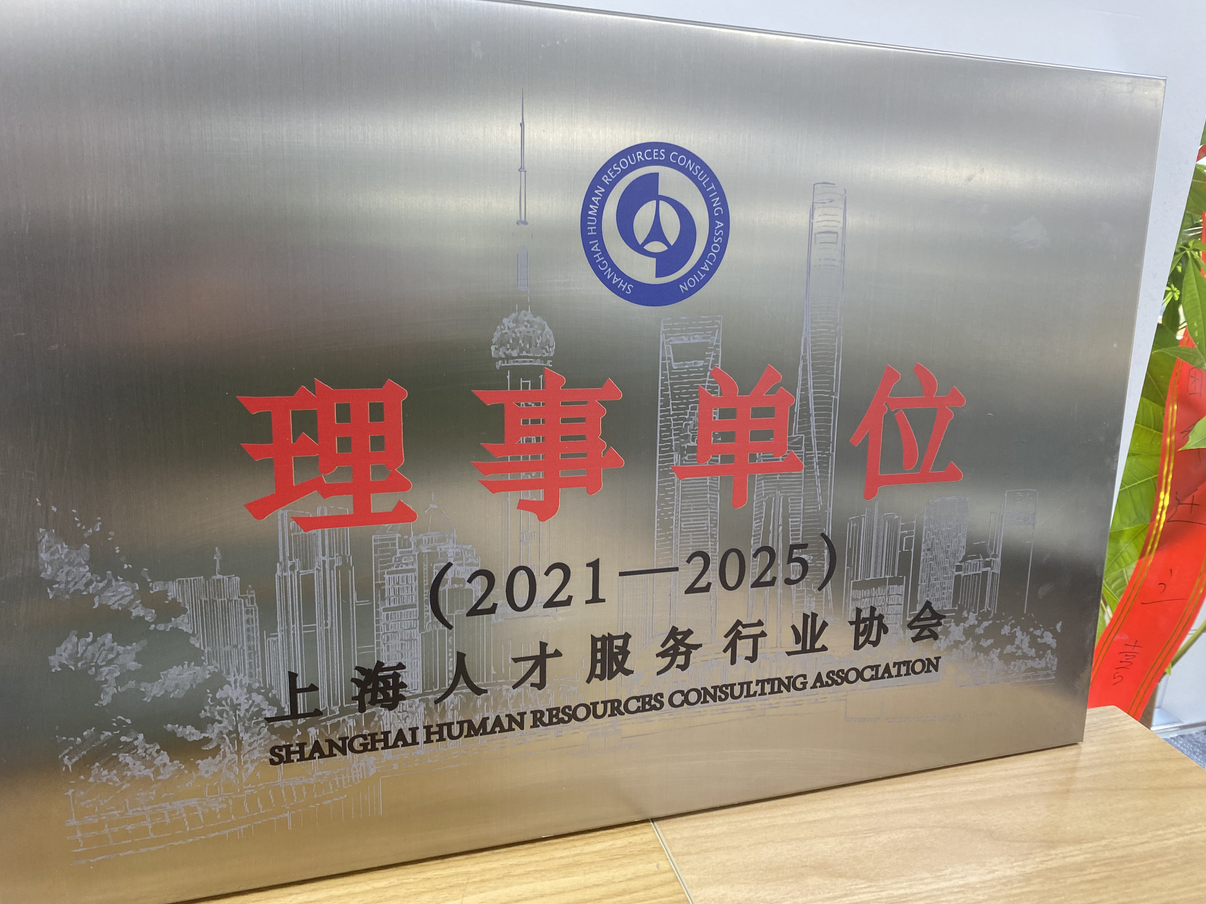 SHANGHAI HUMAN RESOURCES CONSULTING ASSOCIATION
理事单位
(2021—2025)
上海人才服务行业协会
SHANGHAI HUMAN RESOURCES CONSULTING ASSOCIATION